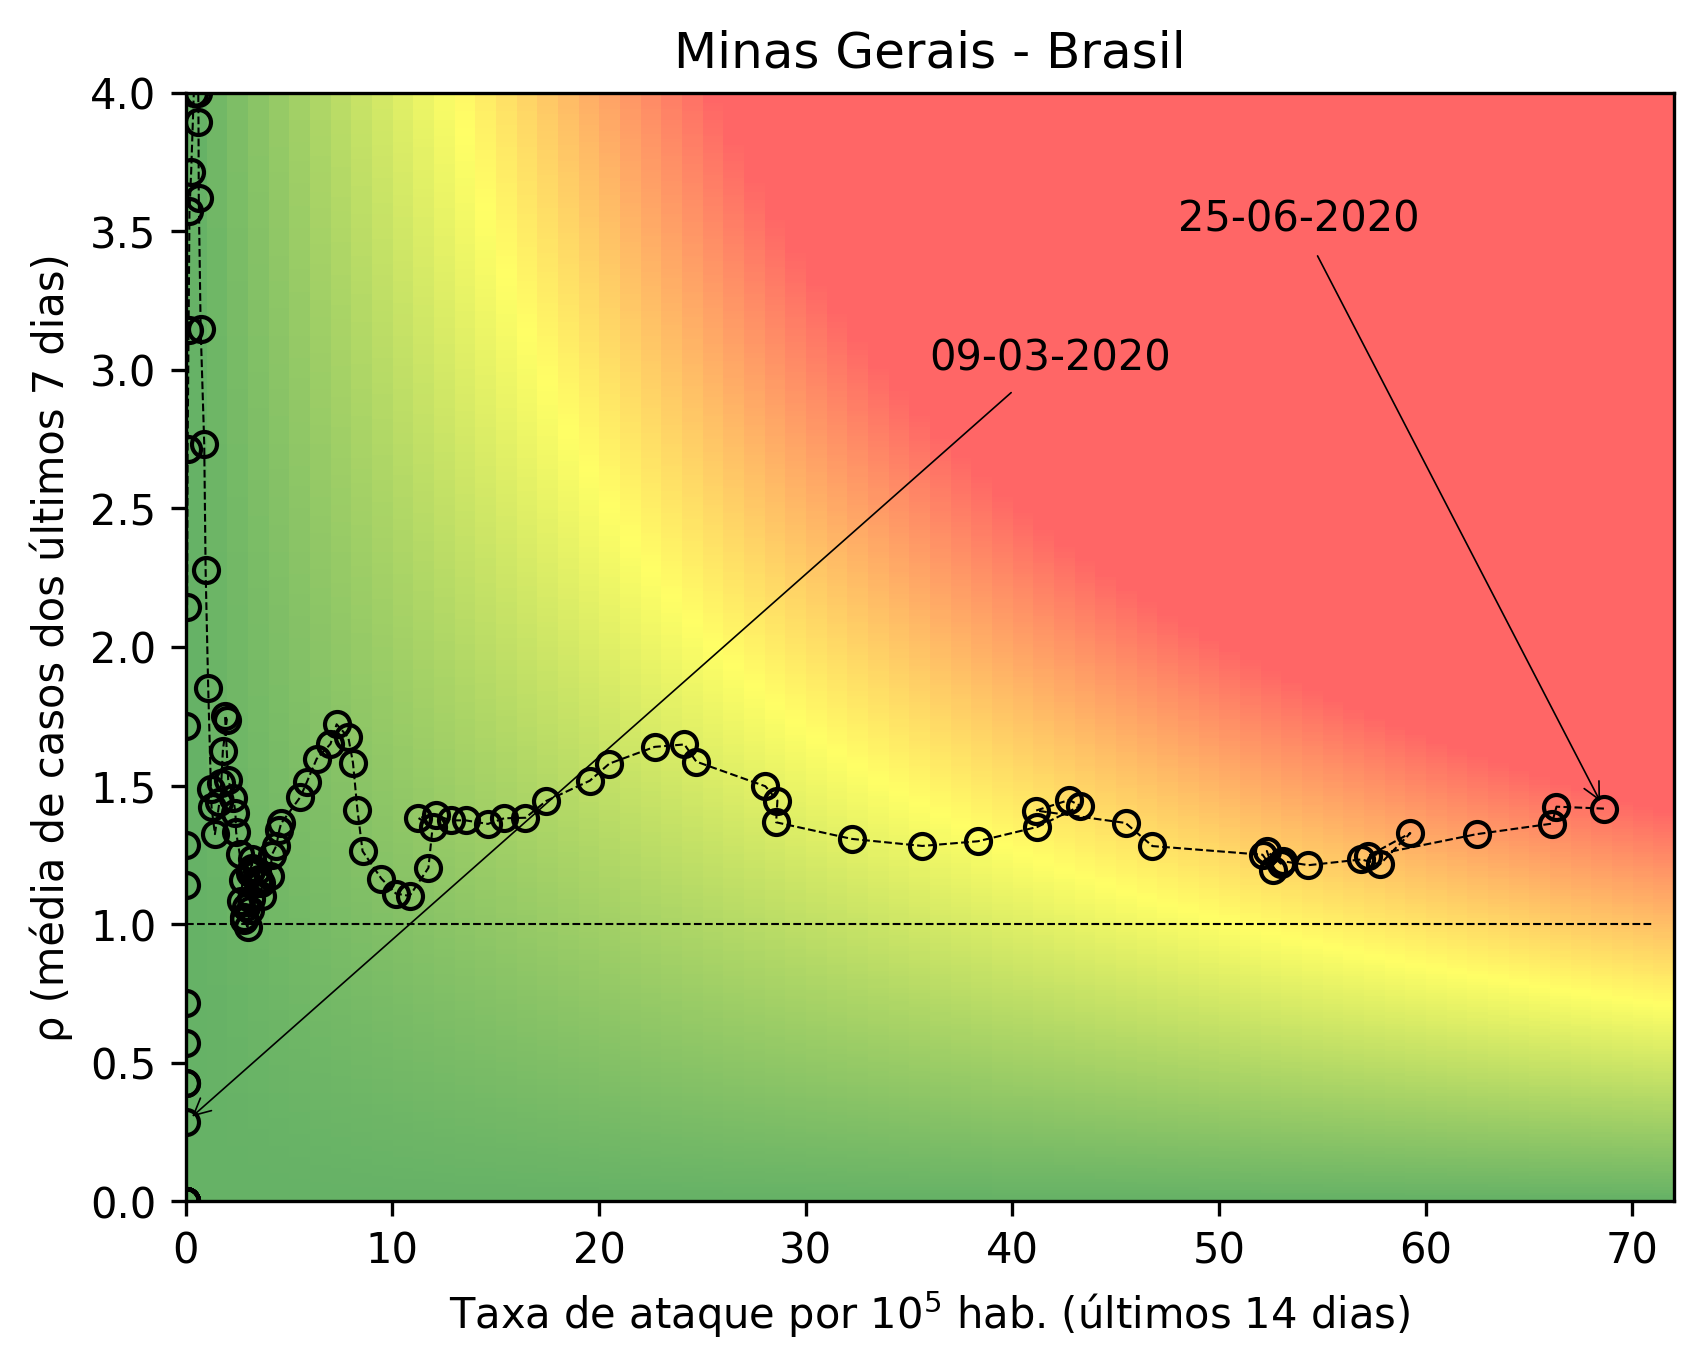 Minas Gerais - Brasil
4.0
3.5
3.0
2.5
2.0
1.5
1.0
0.5
0.0
ρ (média de casos dos últimos 7 dias)
25-06-2020
09-03-2020
0 10 20 30 40 50 60 70
Taxa de ataque por 10⁵ hab. (últimos 14 dias)